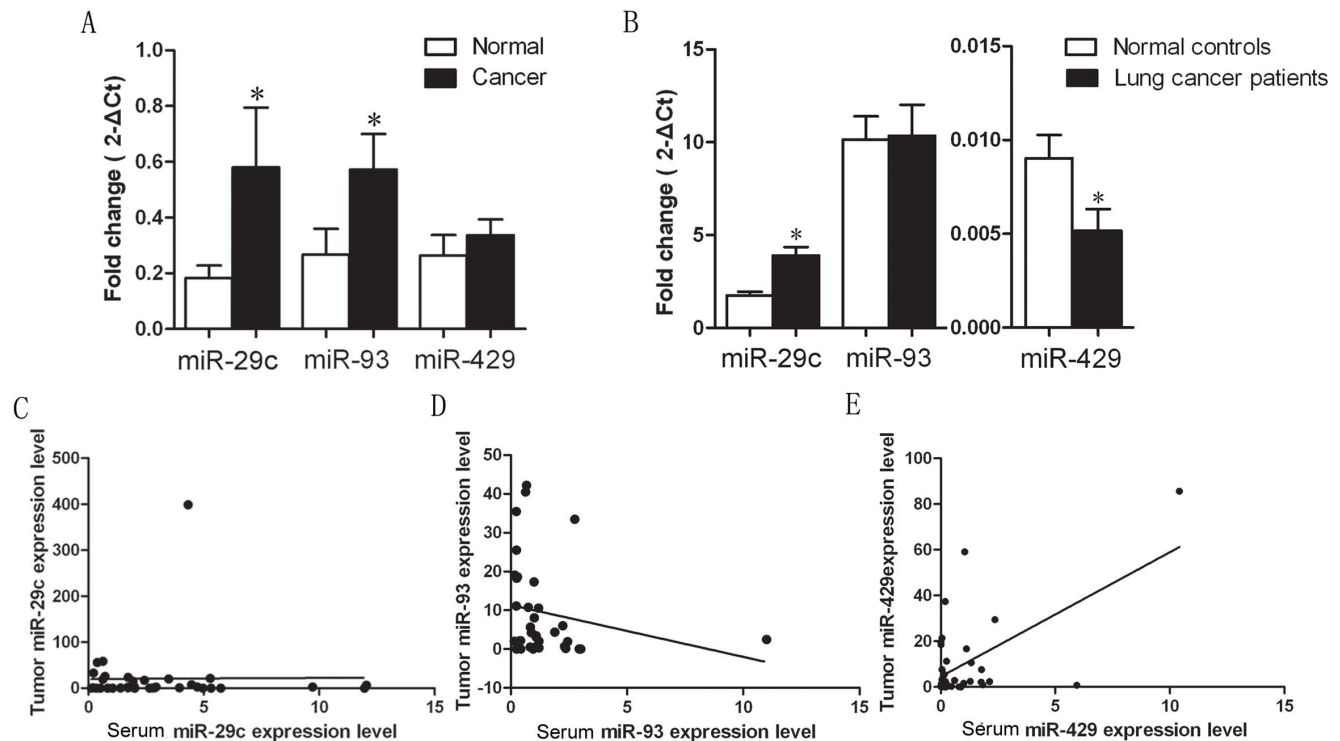 A
Fold change ( 2-ΔCt)
1.0
0.8
0.6
0.4
0.2
0.0
Normal
Cancer
*
*
miR-29c
miR-93
miR-429
B
Fold change ( 2-ΔCt)
15
10
5
0
*
miR-29c
miR-93
0.015
0.010
0.005
0.000
Normal controls
Lung cancer patients
*
miR-429
C
Tumor miR-29c expression level
500
400
300
200
100
0
0
5
10
15
Serum miR-29c expression level
D
Tumor miR-93 expression level
50
40
30
20
10
0
-10
0
5
10
15
Serum miR-93 expression level
E
Tumor miR-429expression level
100
80
60
40
20
0
0
5
10
15
Serum miR-429 expression level